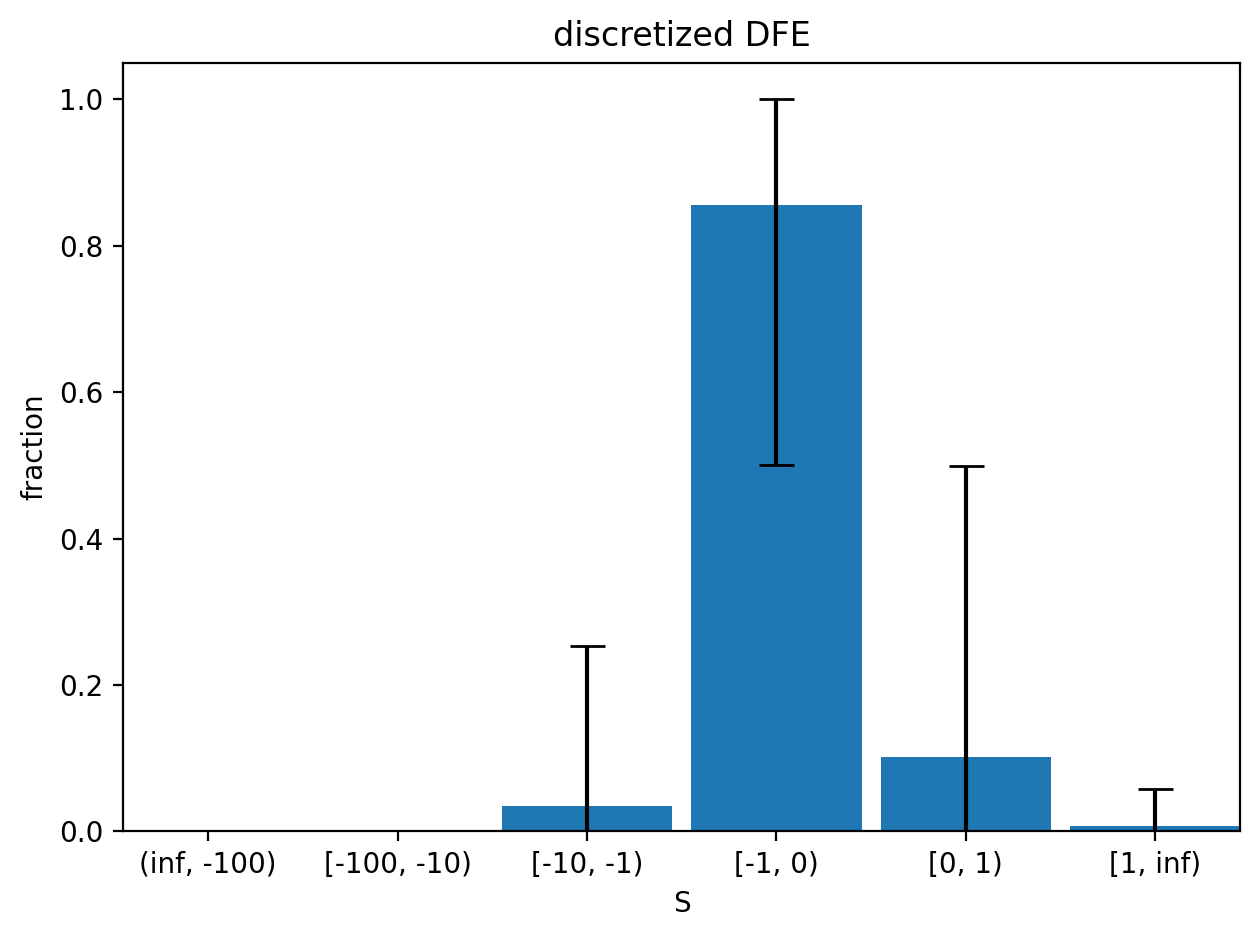 discretized DFE
1.0
0.8
0.6
0.4
0.2
0.0
fraction
(inf, -100)
[-100, -10)
[-10, -1)
[-1, 0)
[0, 1)
[1, inf)
S